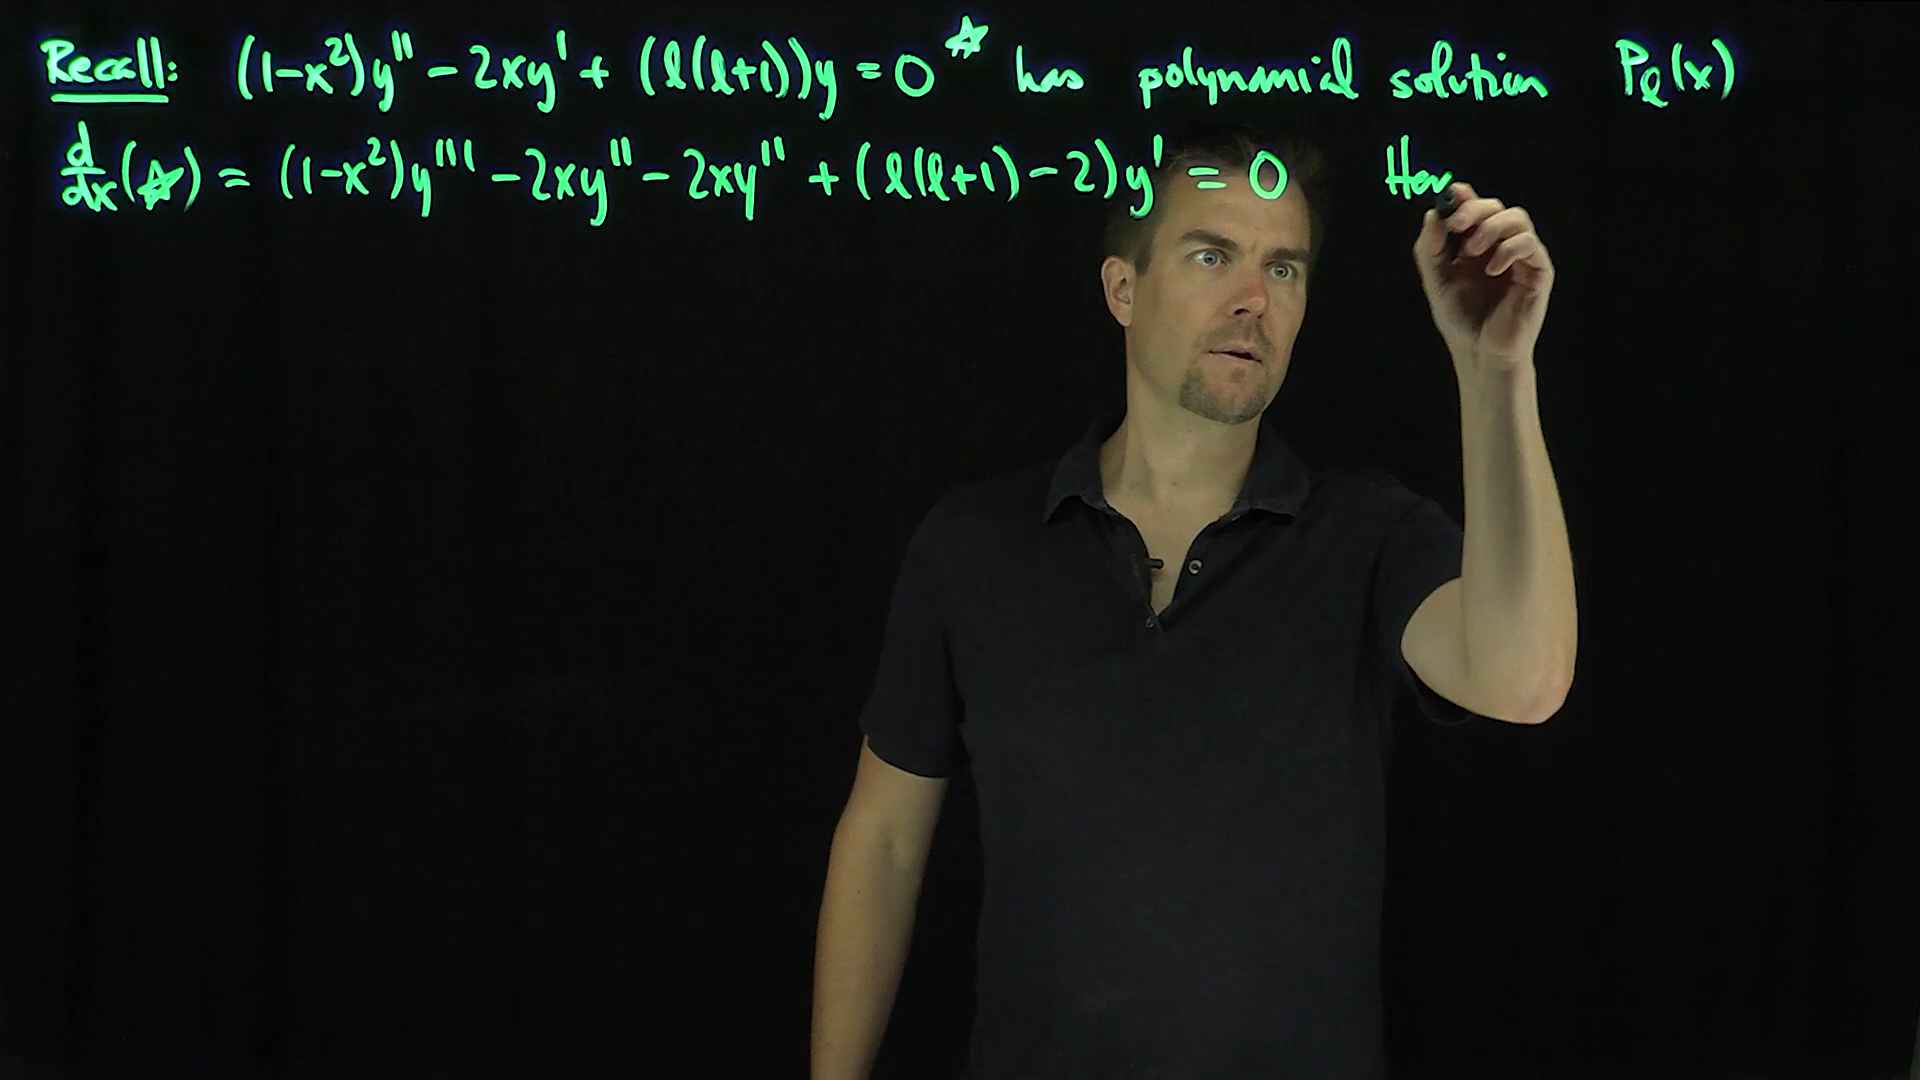 Recall: (1-x²)y'' - 2xy' + (l(l+1))y = 0 ☆ has polynomial solution Pₗ(x)
d/dx(☆) = (1-x²)y''' - 2xy'' - 2xy'' + (l(l+1) - 2)y' = 0